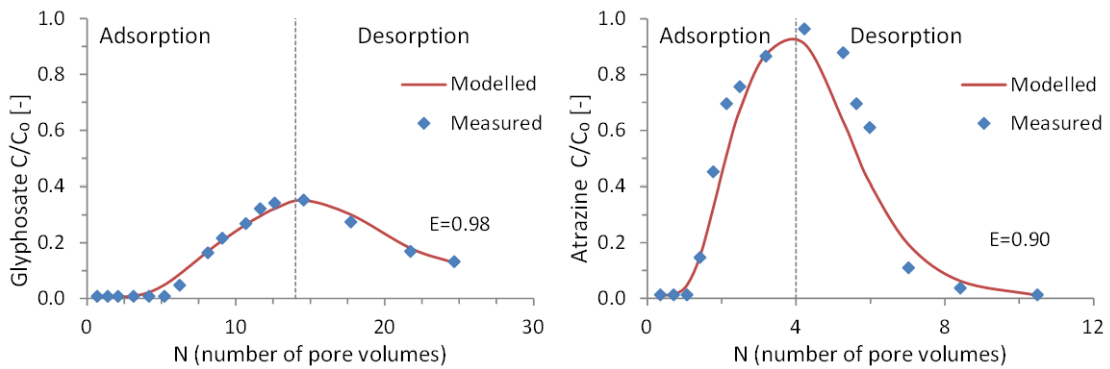 Adsorption
Desorption
Modelled
Measured
E=0.98
Glyphosate C/C₀ [-]
1.0
0.8
0.6
0.4
0.2
0.0
0
10
20
30
N (number of pore volumes)
Adsorption
Desorption
Modelled
Measured
E=0.90
Atrazine C/C₀ [-]
1.0
0.8
0.6
0.4
0.2
0.0
0
4
8
12
N (number of pore volumes)